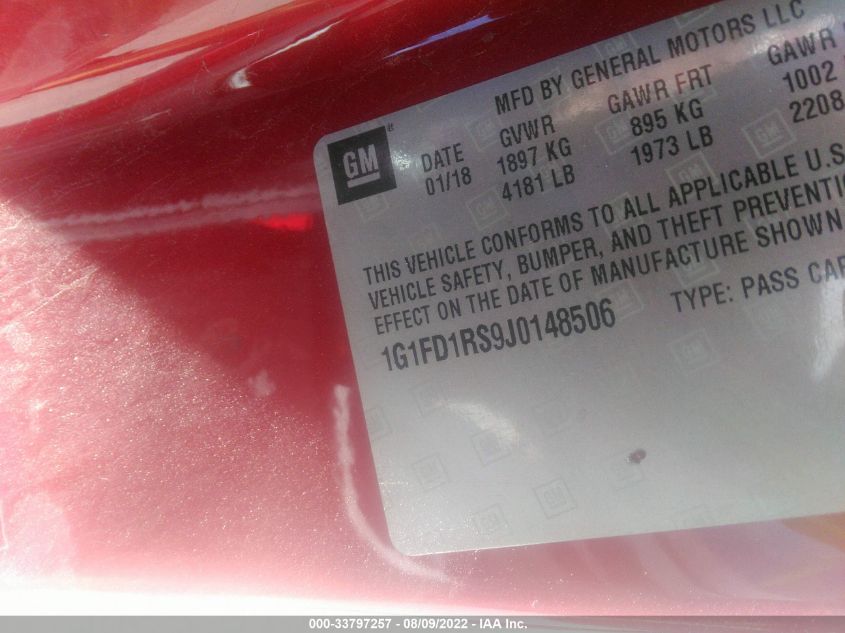 MFD BY GENERAL MOTORS LLC
GM ®
DATE GVWR GAWR FRT GAWR
01/18 1897 KG 895 KG 1002
4181 LB 1973 LB 2208
THIS VEHICLE CONFORMS TO ALL APPLICABLE U.S
VEHICLE SAFETY, BUMPER, AND THEFT PREVENTI
EFFECT ON THE DATE OF MANUFACTURE SHOWN
1G1FD1RS9J0148506 TYPE: PASS CAR
000-33797257 - 08/09/2022 - IAA Inc.